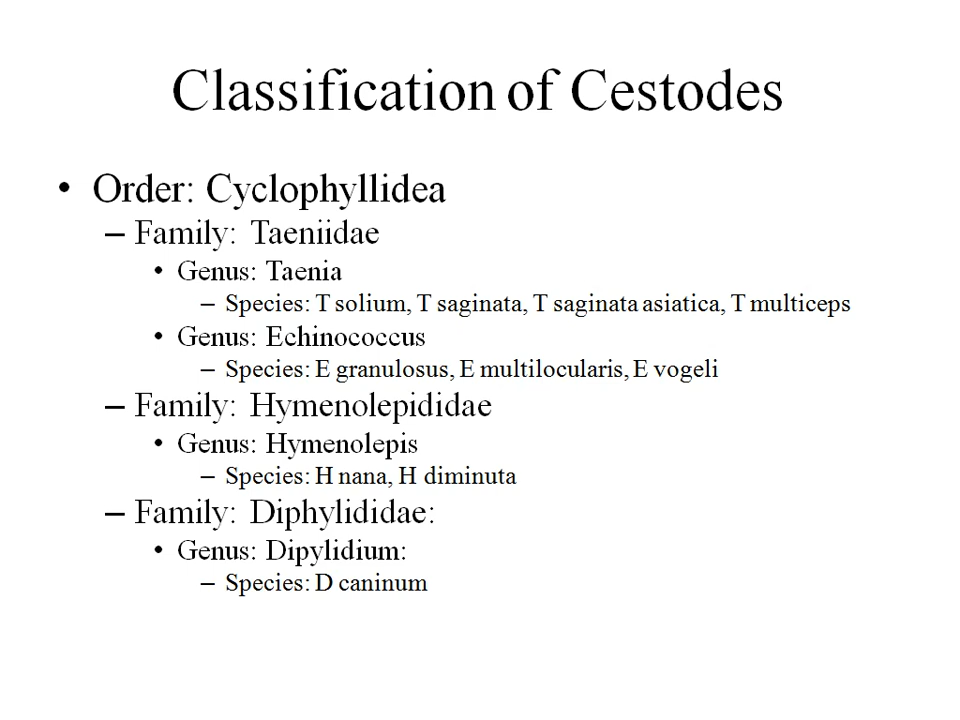 Classification of Cestodes
• Order: Cyclophyllidea
– Family: Taeniidae
• Genus: Taenia
– Species: T solium, T saginata, T saginata asiatica, T multiceps
• Genus: Echinococcus
– Species: E granulosus, E multilocularis, E vogeli
– Family: Hymenolepididae
• Genus: Hymenolepis
– Species: H nana, H diminuta
– Family: Diphylididae:
• Genus: Dipylidium:
– Species: D caninum